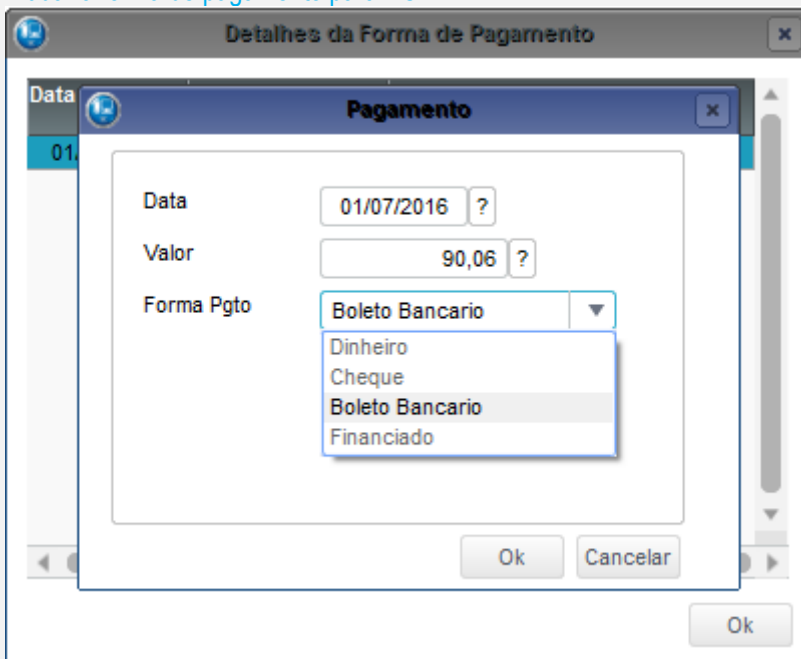 Detalhes da Forma de Pagamento
Data
01/
Pagamento
Data 01/07/2016 ?
Valor 90,06 ?
Forma Pgto Boleto Bancario
Dinheiro
Cheque
Boleto Bancario
Financiado
Ok Cancelar
Ok